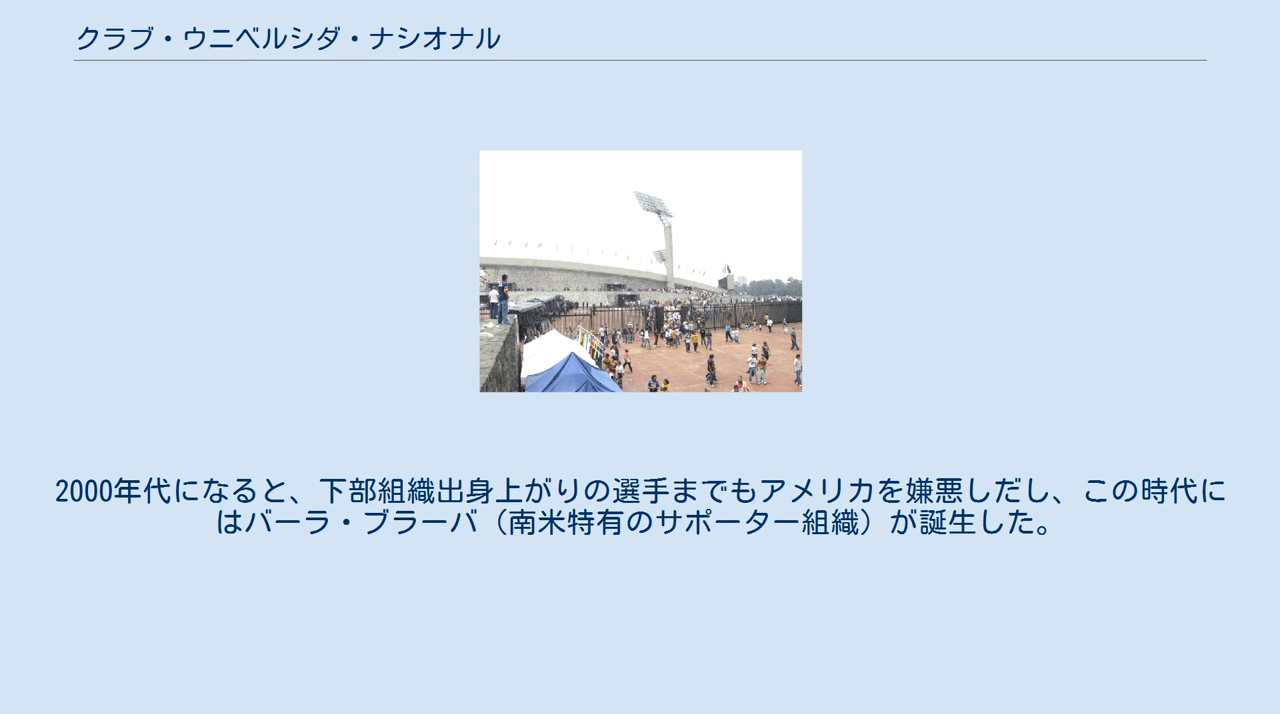 クラブ・ウニベルシダ・ナシオナル
2000年代になると、下部組織出身上がりの選手までもアメリカを嫌悪しだし、この時代に
はバーラ・ブラーバ（南米特有のサポーター組織）が誕生した。